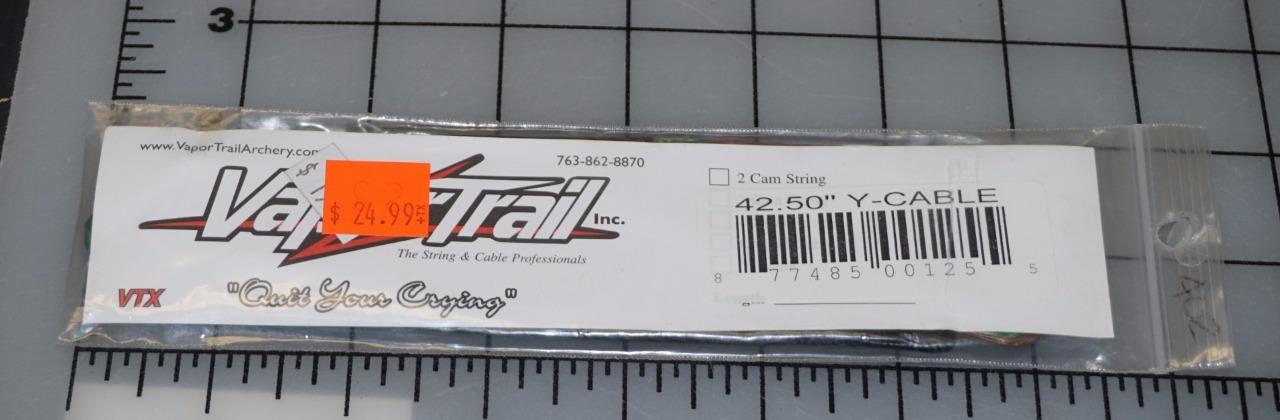 3
www.VaporTrailArchery.com
763-862-8870
VaporTrail Inc.
$ 24.99
The String & Cable Professionals
VTX
"Quit Your Crying"
2 Cam String
42.50" Y-CABLE
8 77485 00125 5
Length